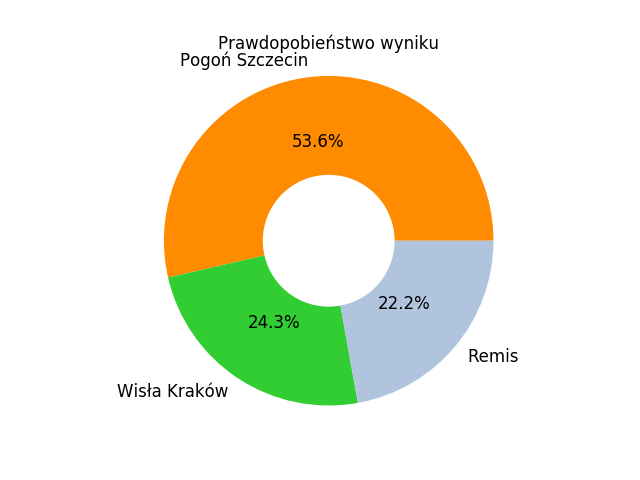 Prawdopobieństwo wyniku
Pogoń Szczecin
53.6%
24.3%
22.2%
Remis
Wisła Kraków